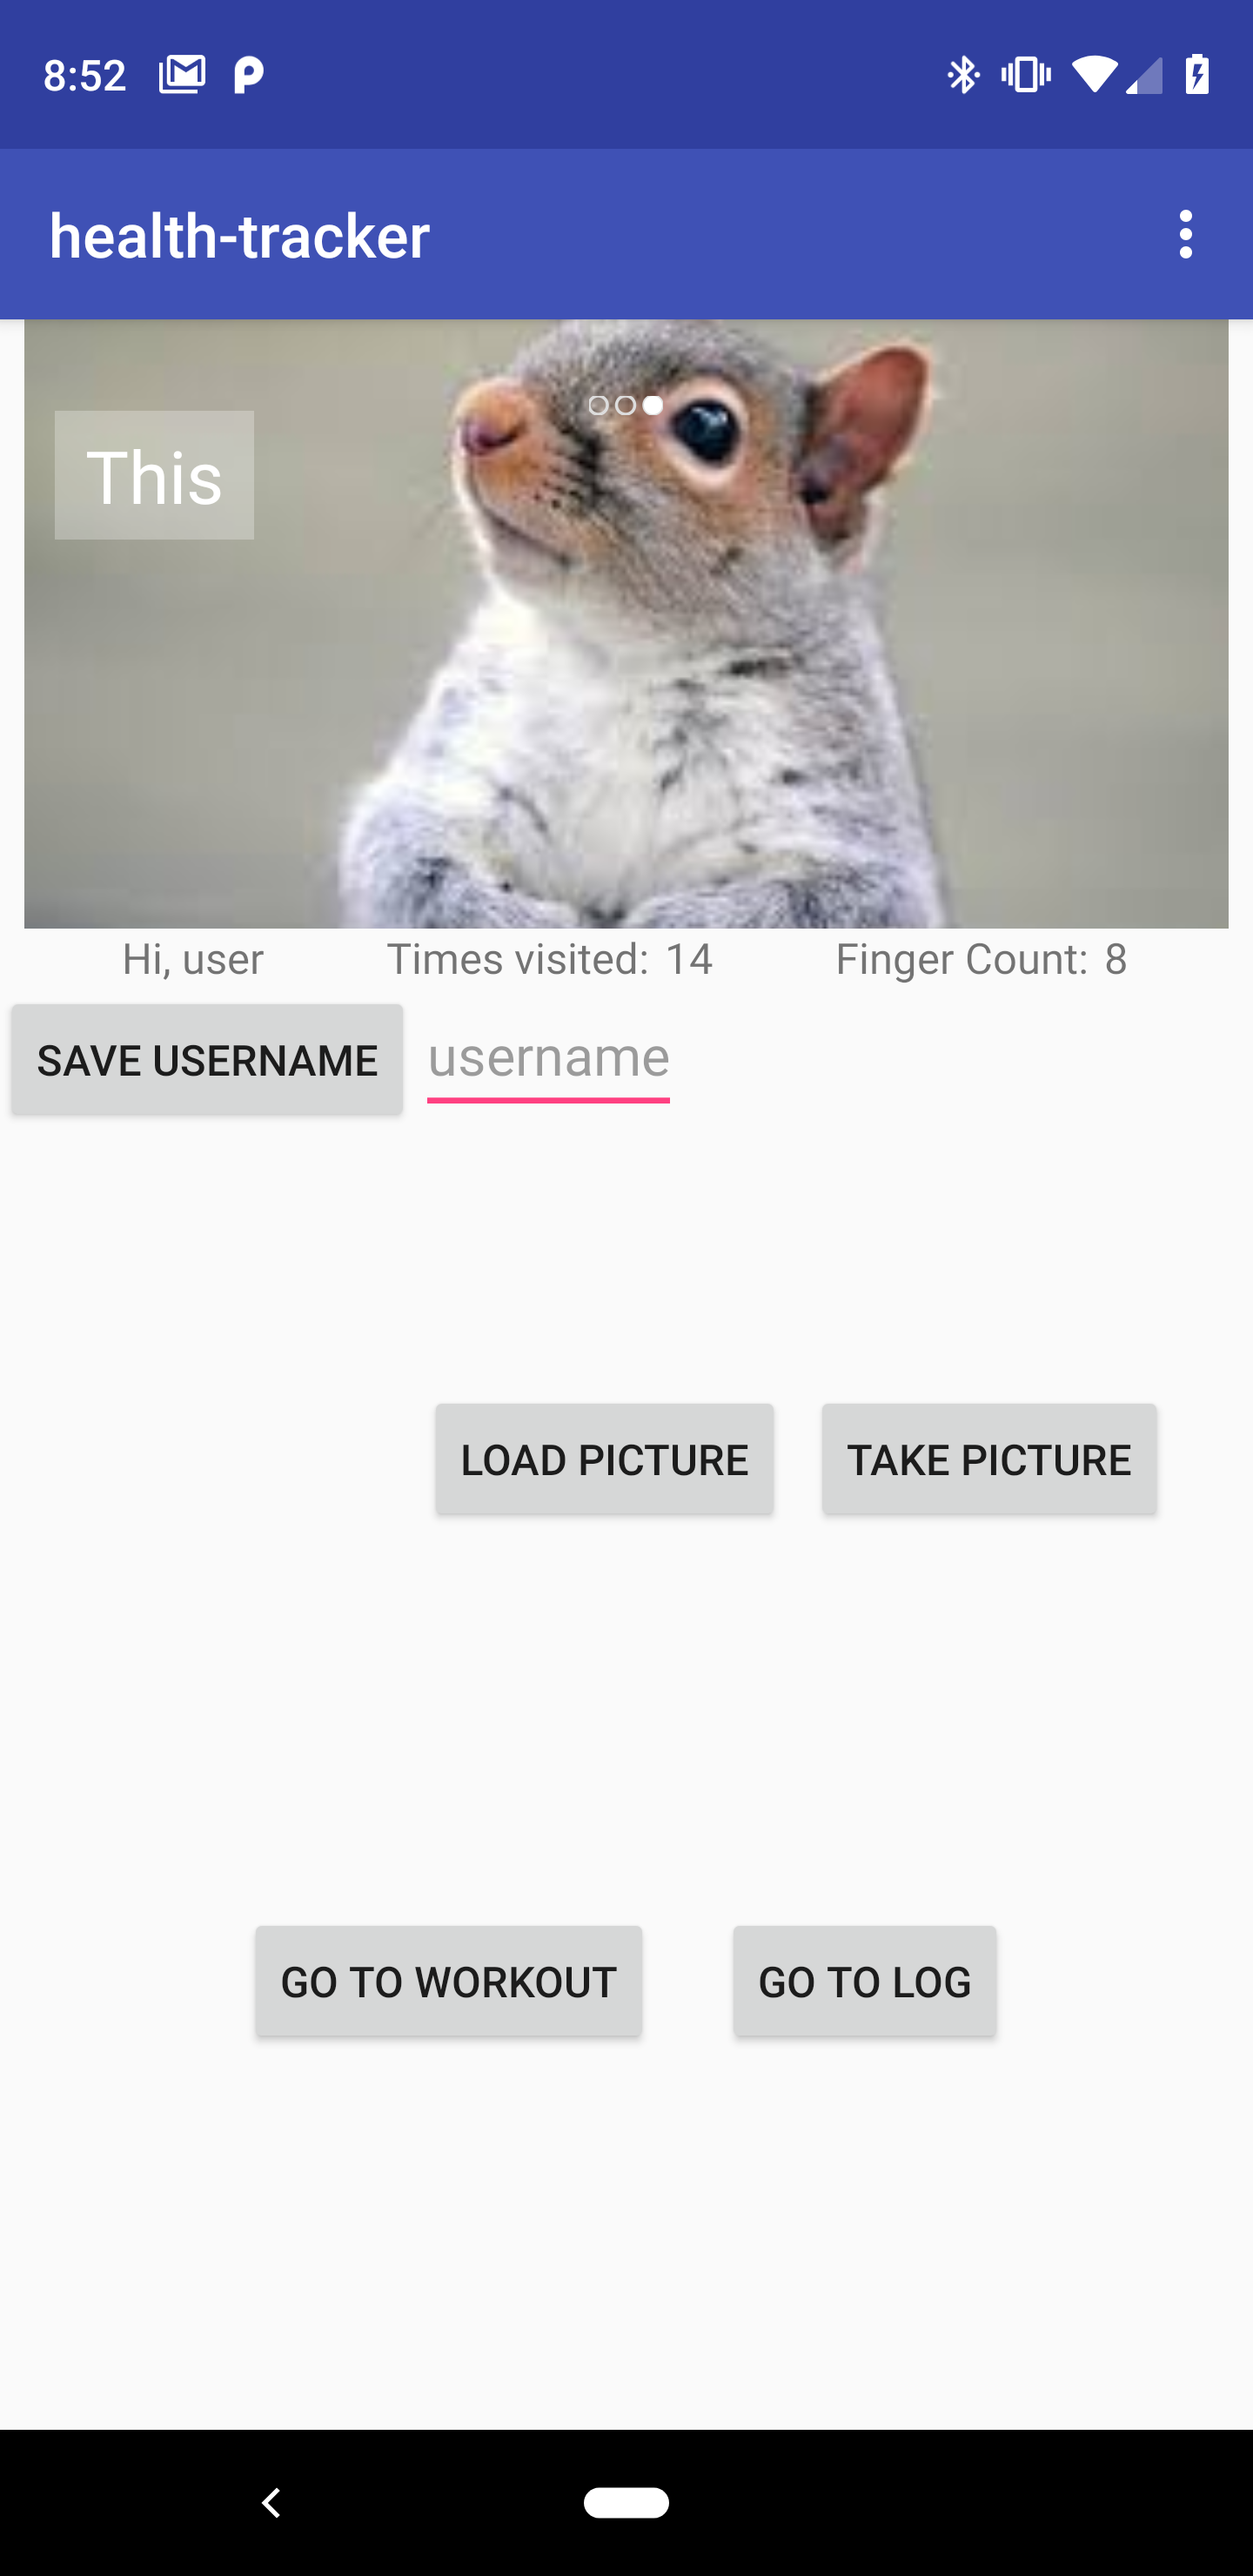 8:52
health-tracker
This
Hi, user Times visited: 14 Finger Count: 8
SAVE USERNAME username
LOAD PICTURE TAKE PICTURE
GO TO WORKOUT GO TO LOG